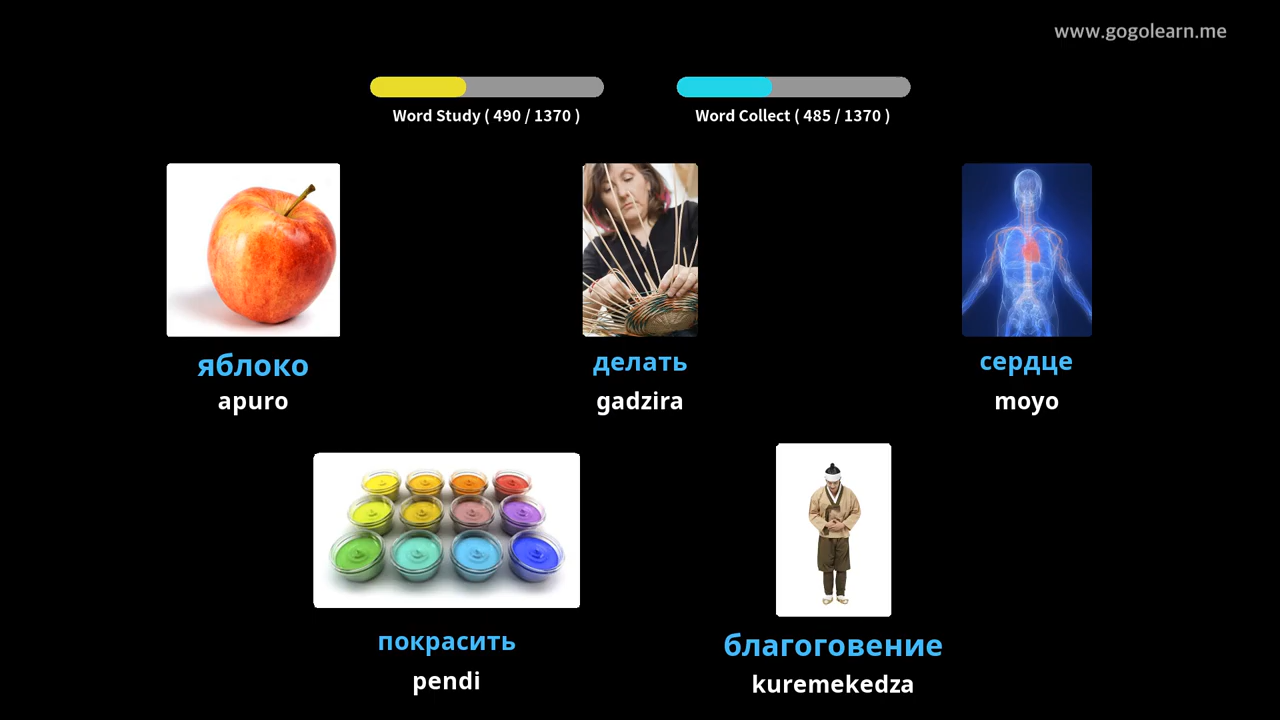 www.gogolearn.me
Word Study ( 490 / 1370 )
Word Collect ( 485 / 1370 )
яблоко
apuro
делать
gadzira
сердце
moyo
покрасить
pendi
благоговение
kuremekedza